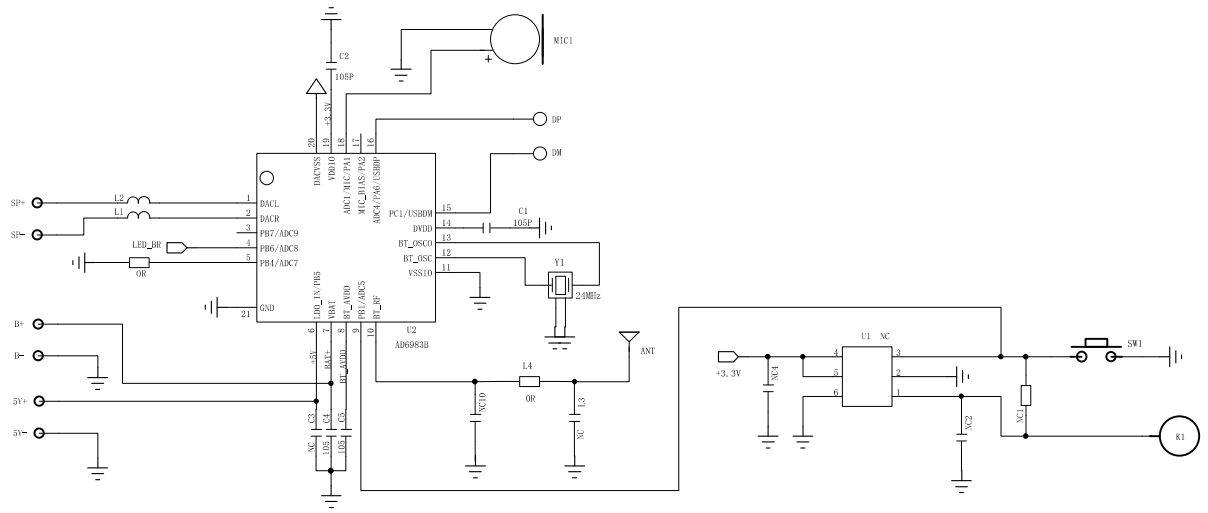 C2
105P
MIC1
+
+3.3V
20
19
18
17
16
DP
DM
DACVSS
VDDIO
ADC1/MIC/PA1
MIC_BIAS/PA2
ADC4/PA6/USBDP
SP+
L2
1
DACL
PC1/USBDM
15
SP-
L1
2
DACR
DVDD
14
C1
105P
3
PB7/ADC9
BT_OSCO
13
LED_BR
4
PB6/ADC8
BT_OSC
12
Y1
24MHz
5
PB4/ADC7
VSSIO
11
0R
GND
21
LDO_IN/PB5
VBAT
BT_AVDD
PB1/ADC5
BT_RF
6
7
8
9
10
U2
AD6983B
B+
B-
5V+
5V-
+5V
BAT+
BT_AVDD
C3
NC
C4
105
C5
105
NC10
L4
0R
L3
NC
ANT
U1 NC
+3.3V
NC4
4
5
6
3
2
1
NC2
NC1
SW1
K1